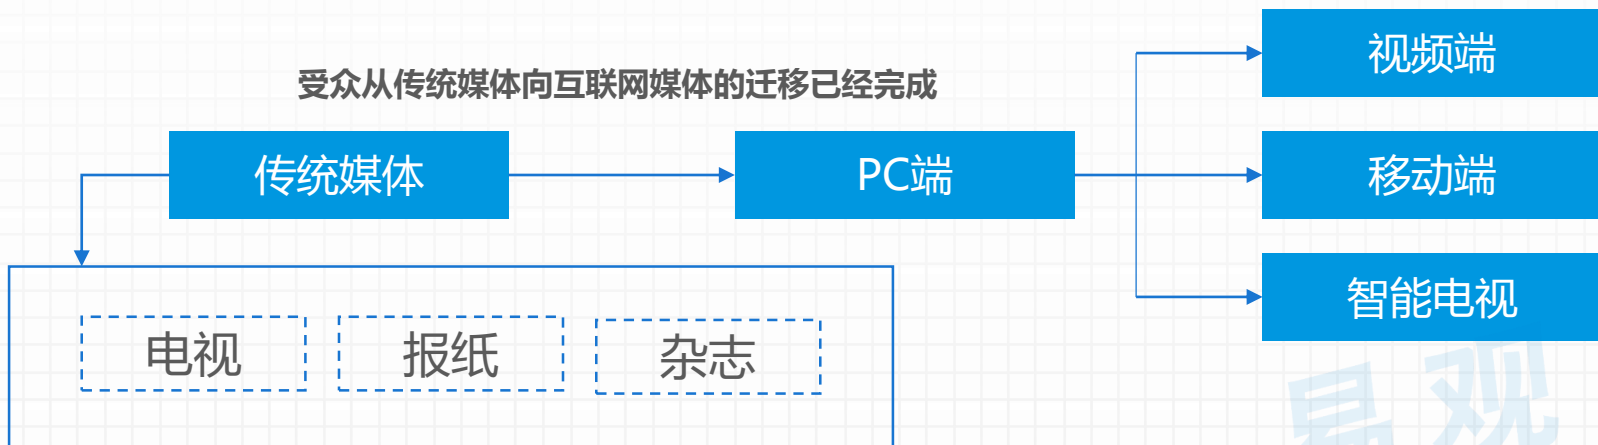 视频端
受众从传统媒体向互联网媒体的迁移已经完成
传统媒体
PC端
移动端
智能电视
电视
报纸
杂志
易观